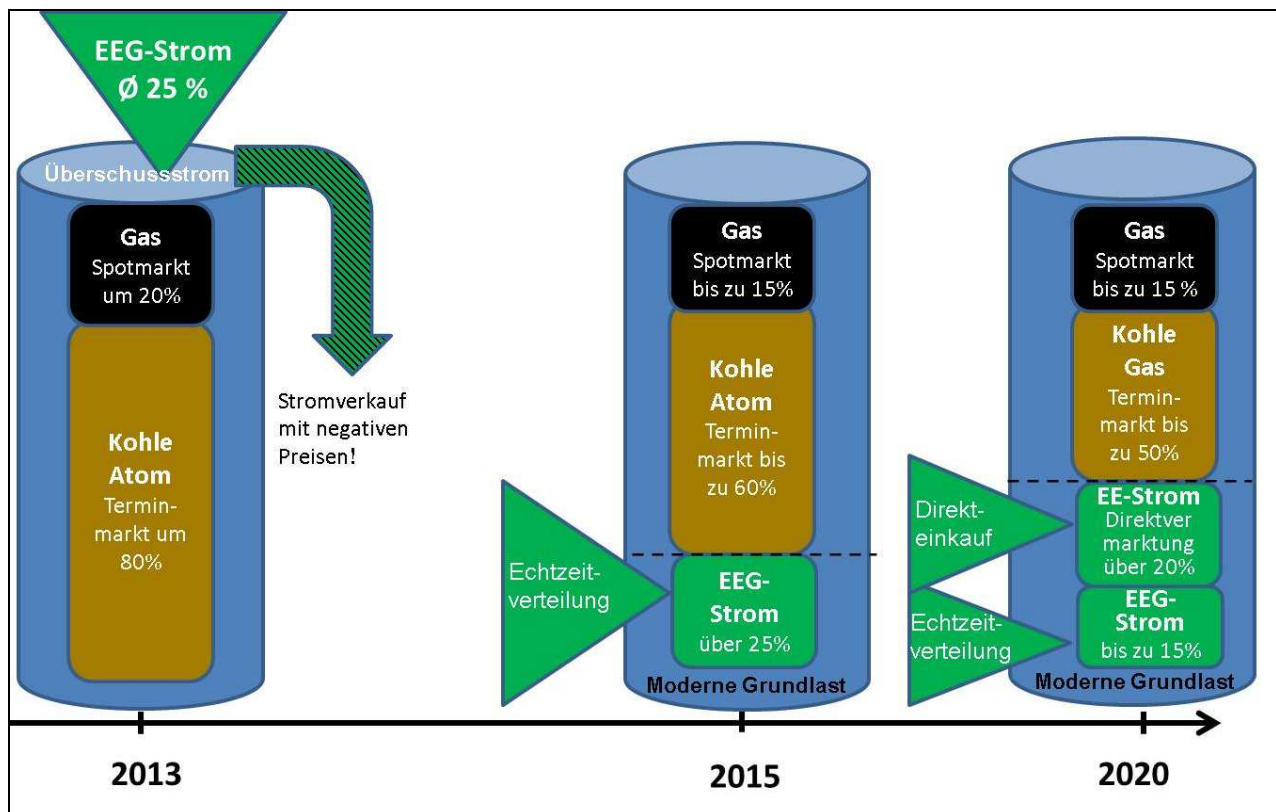 EEG-Strom
Ø 25 %
Überschussstrom
Gas
Spotmarkt
um 20%
Kohle
Atom
Termin-
markt um
80%
Stromverkauf
mit negativen
Preisen!
2013
Echtzeit-
verteilung
Gas
Spotmarkt
bis zu 15%
Kohle
Atom
Termin-
markt bis
zu 60%
EEG-
Strom
über 25%
Moderne Grundlast
2015
Direkt-
einkauf
Echtzeit-
verteilung
Gas
Spotmarkt
bis zu 15 %
Kohle
Gas
Termin-
markt bis
zu 50%
EE-Strom
Direktver
marktung
über 20%
EEG-
Strom
bis zu 15%
Moderne Grundlast
2020